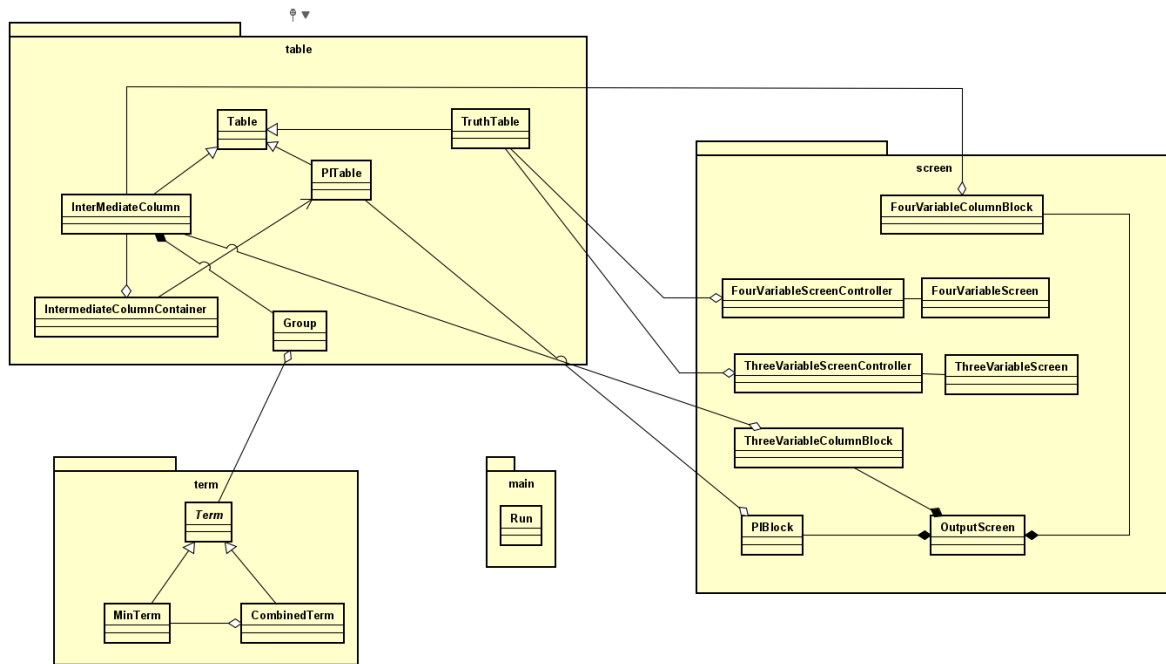 table
Table
TruthTable
PITable
screen
InterMediateColumn
FourVariableColumnBlock
IntermediateColumnContainer
FourVariableScreenController
FourVariableScreen
Group
ThreeVariableScreenController
ThreeVariableScreen
ThreeVariableColumnBlock
term
main
Term
Run
PIBlock
OutputScreen
MinTerm
CombinedTerm